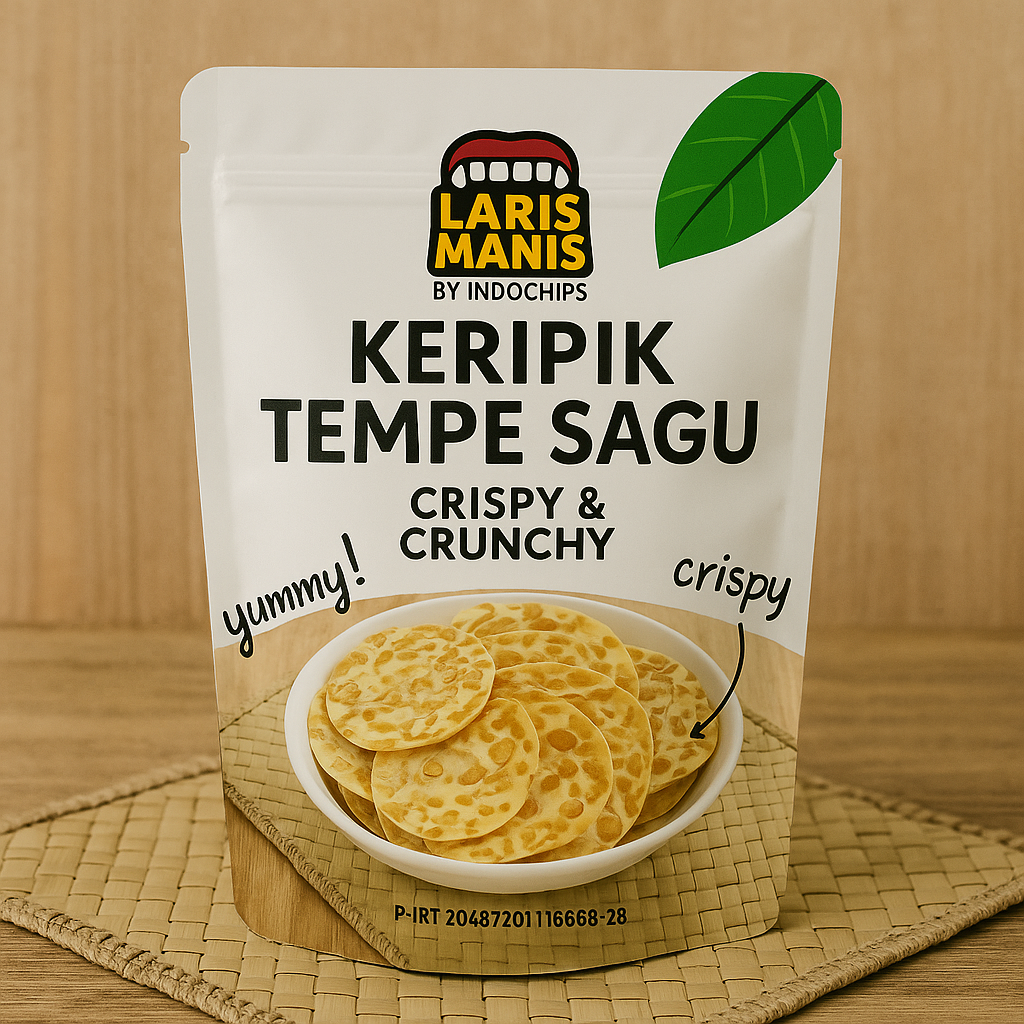 LARIS
MANIS
BY INDOCHIPS
KERIPIK
TEMPE SAGU
CRISPY &
CRUNCHY
yummy!
crispy
P-IRT 20487201116668-28